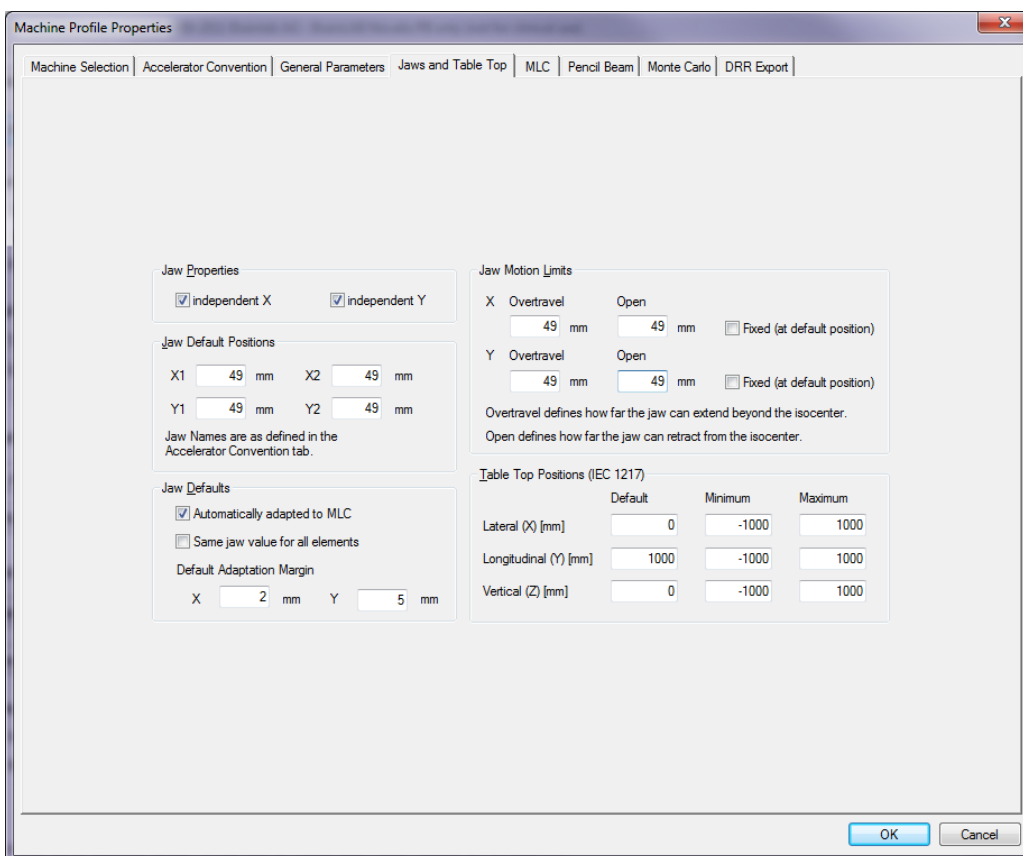 Machine Profile Properties
Machine Selection Accelerator Convention General Parameters Jaws and Table Top MLC Pencil Beam Monte Carlo DRR Export
Jaw Properties
independent X independent Y
Jaw Default Positions
X1 49 mm X2 49 mm
Y1 49 mm Y2 49 mm
Jaw Names are as defined in the
Accelerator Convention tab.
Jaw Defaults
Automatically adapted to MLC
Same jaw value for all elements
Default Adaptation Margin
X 2 mm Y 5 mm
Jaw Motion Limits
X Overtravel Open
49 mm 49 mm Fixed (at default position)
Y Overtravel Open
49 mm 49 mm Fixed (at default position)
Overtravel defines how far the jaw can extend beyond the isocenter.
Open defines how far the jaw can retract from the isocenter.
Table Top Positions (IEC 1217)
Default Minimum Maximum
Lateral (X) [mm] 0 -1000 1000
Longitudinal (Y) [mm] 1000 -1000 1000
Vertical (Z) [mm] 0 -1000 1000
OK Cancel